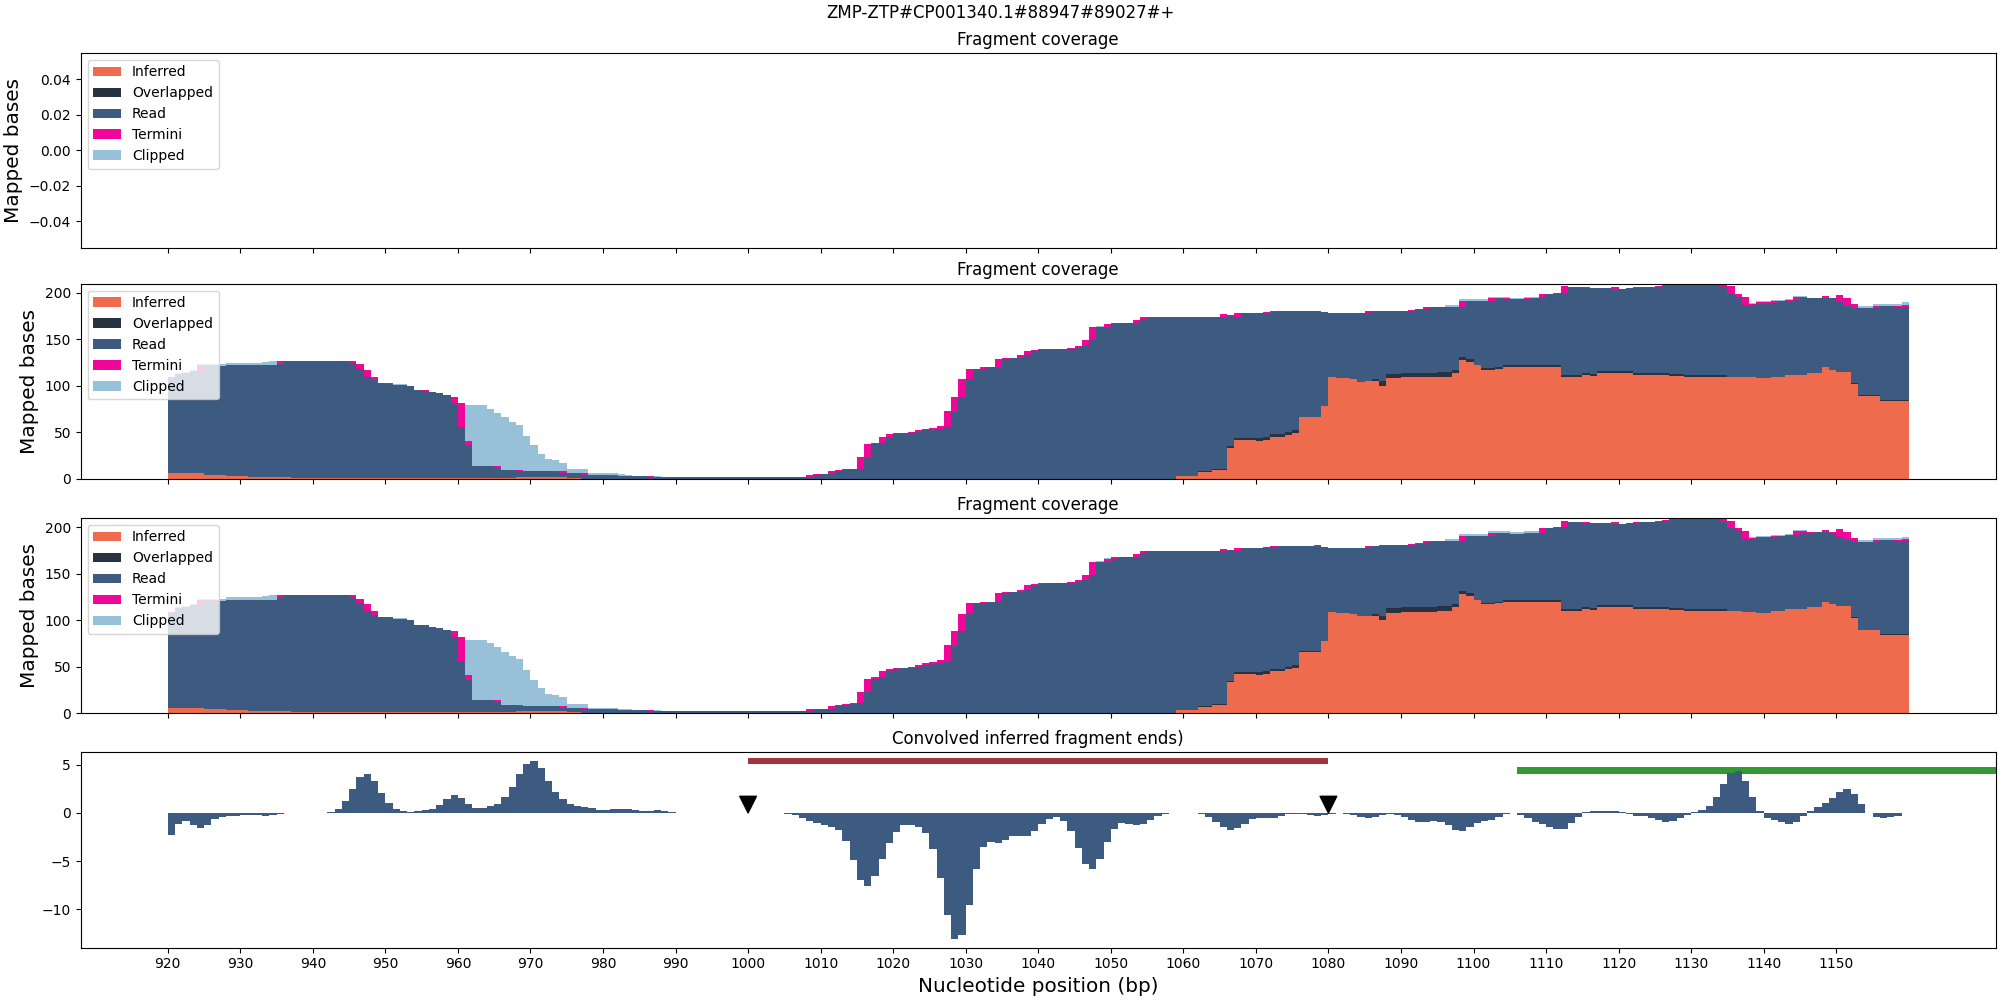 ZMP-ZTP#CP001340.1#88947#89027#+
Fragment coverage
Mapped bases
0.04
0.02
0.00
−0.02
−0.04
Inferred
Overlapped
Read
Termini
Clipped
Fragment coverage
Mapped bases
200
150
100
50
0
Inferred
Overlapped
Read
Termini
Clipped
Fragment coverage
Mapped bases
200
150
100
50
0
Inferred
Overlapped
Read
Termini
Clipped
Convolved inferred fragment ends)
5
0
−5
−10
920 930 940 950 960 970 980 990 1000 1010 1020 1030 1040 1050 1060 1070 1080 1090 1100 1110 1120 1130 1140 1150
Nucleotide position (bp)